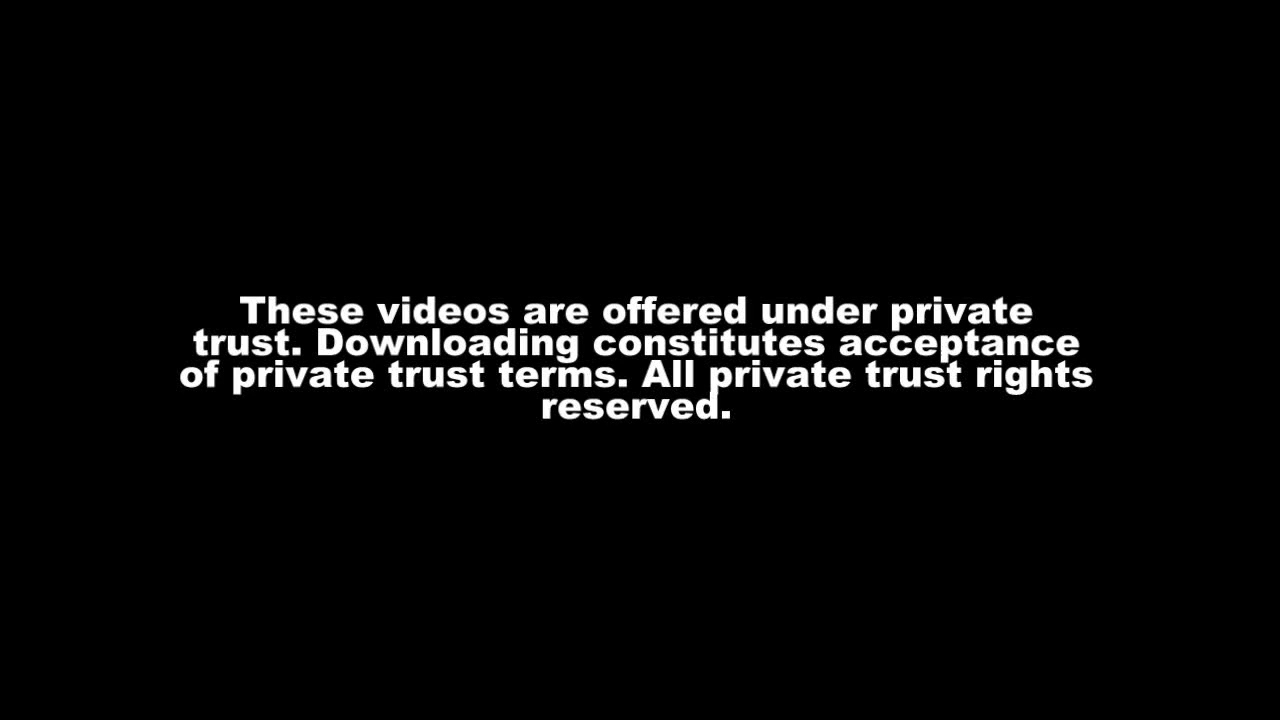 These videos are offered under private
trust. Downloading constitutes acceptance
of private trust terms. All private trust rights
reserved.